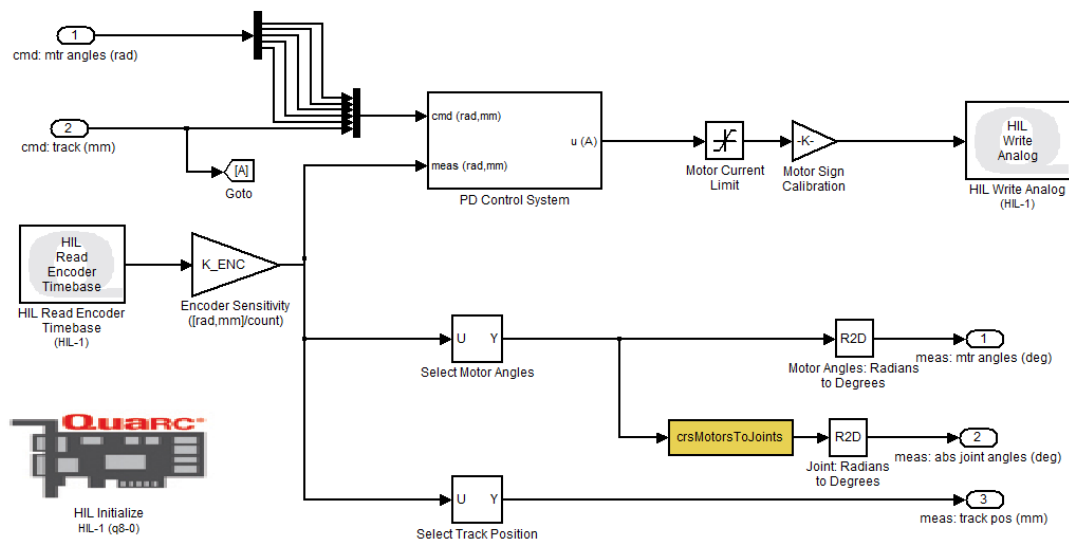 1
cmd: mtr angles (rad)
2
cmd: track (mm)
[A]
Goto
cmd (rad,mm)
meas (rad,mm)
u (A)
PD Control System
Motor Current
Limit
-K-
Motor Sign
Calibration
HIL
Write
Analog
HIL Write Analog
(HIL-1)
HIL
Read
Encoder
Timebase
HIL Read Encoder
Timebase
(HIL-1)
K_ENC
Encoder Sensitivity
([rad,mm]/count)
U Y
Select Motor Angles
R2D
Motor Angles: Radians
to Degrees
1
meas: mtr angles (deg)
crsMotorsToJoints
R2D
Joint: Radians
to Degrees
2
meas: abs joint angles (deg)
QUARC
HIL Initialize
HIL-1 (q8-0)
U Y
Select Track Position
3
meas: track pos (mm)